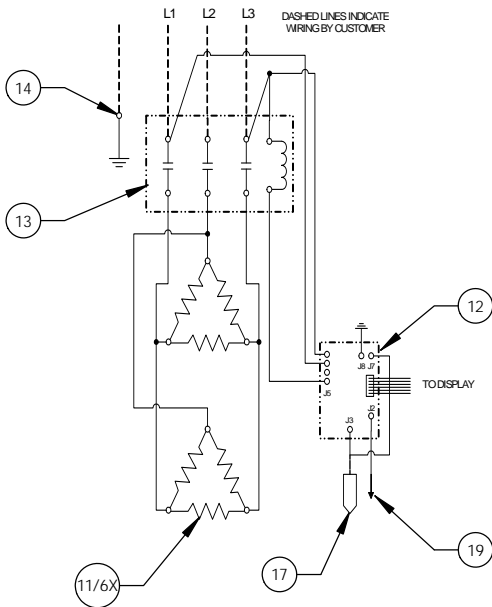 L1 L2 L3
DASHED LINES INDICATE
WIRING BY CUSTOMER
14
13
12
J8 J7
J5
TO DISPLAY
J2
J3
11/6X
17
19